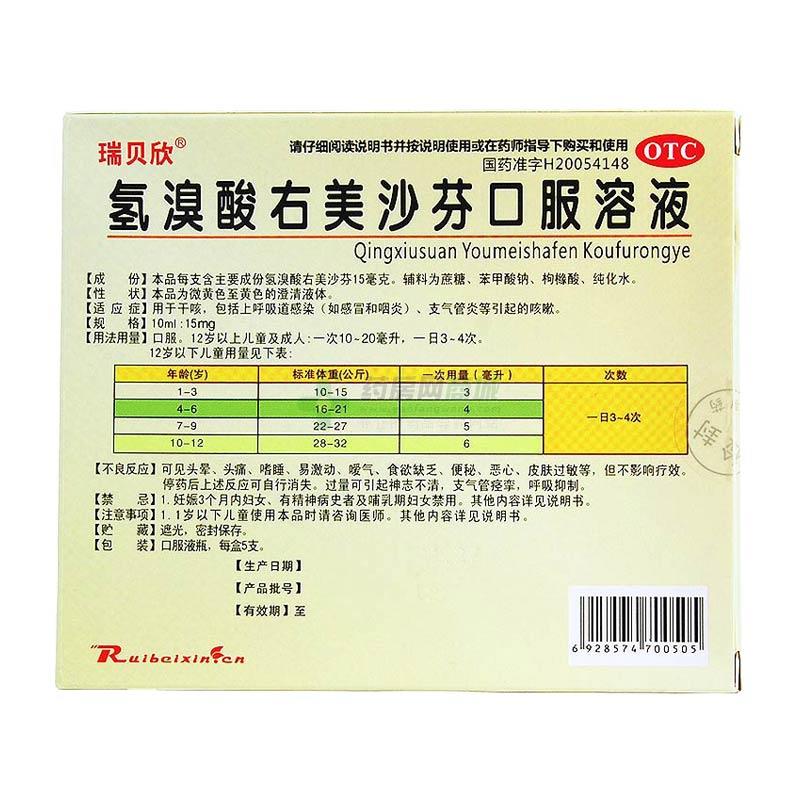 瑞贝欣®
请仔细阅读说明书并按说明使用或在药师指导下购买和使用
国药准字H20054148
OTC
氢溴酸右美沙芬口服溶液
Qingxiusuan Youmeishafen Koufurongye
【成 份】本品每支含主要成份氢溴酸右美沙芬15毫克。辅料为蔗糖、苯甲酸钠、枸橼酸、纯化水。
【性 状】本品为微黄色至黄色的澄清液体。
【适 应 症】用于干咳,包括上呼吸道感染（如感冒和咽炎）、支气管炎等引起的咳嗽。
【规 格】10ml:15mg
【用法用量】口服。12岁以上儿童及成人:一次10~20毫升,一日3~4次。
12岁以下儿童用量见下表:
年龄(岁) 标准体重(公斤) 一次用量(毫升) 次数
1-3 10-15 3
4-6 16-21 4 一日3~4次
7-9 22-27 5
10-12 28-32 6
药房网商城
www.yaofangwang.com
【不良反应】可见头晕、头痛、嗜睡、易激动、嗳气、食欲缺乏、便秘、恶心、皮肤过敏等,但不影响疗效。
停药后上述反应可自行消失。过量可引起神志不清,支气管痉挛,呼吸抑制。
【禁 忌】1.妊娠3个月内妇女、有精神病史者及哺乳期妇女禁用。其他内容详见说明书。
【注意事项】1.1岁以下儿童使用本品时请咨询医师。其他内容详见说明书。
【贮 藏】遮光,密封保存。
【包 装】口服液瓶,每盒5支。
【生产日期】
【产品批号】
【有效期】至
Ruibeixin.cn
6 928574 700505